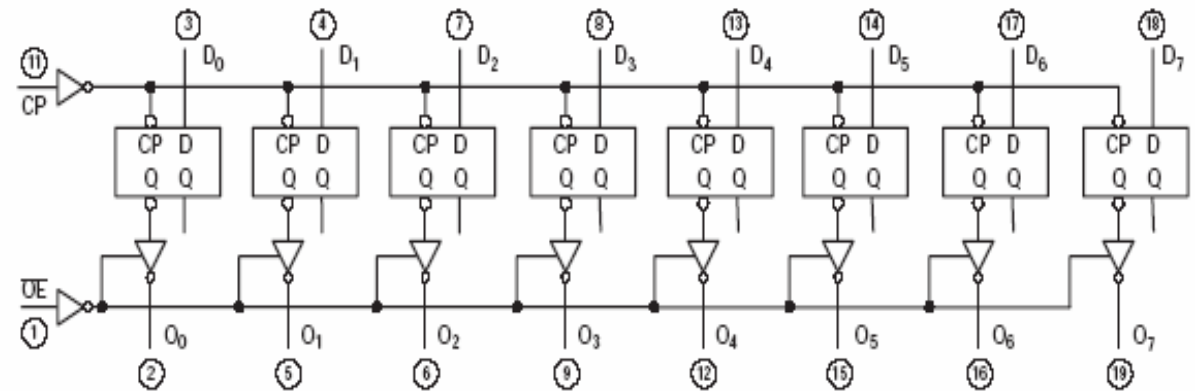 3 4 7 8 13 14 17 18
11 D0 D1 D2 D3 D4 D5 D6 D7
CP
CP D CP D CP D CP D CP D CP D CP D CP D
Q Q Q Q Q Q Q Q Q Q Q Q Q Q Q Q
OE
1 O0 O1 O2 O3 O4 O5 O6 O7
2 5 6 9 12 15 16 19